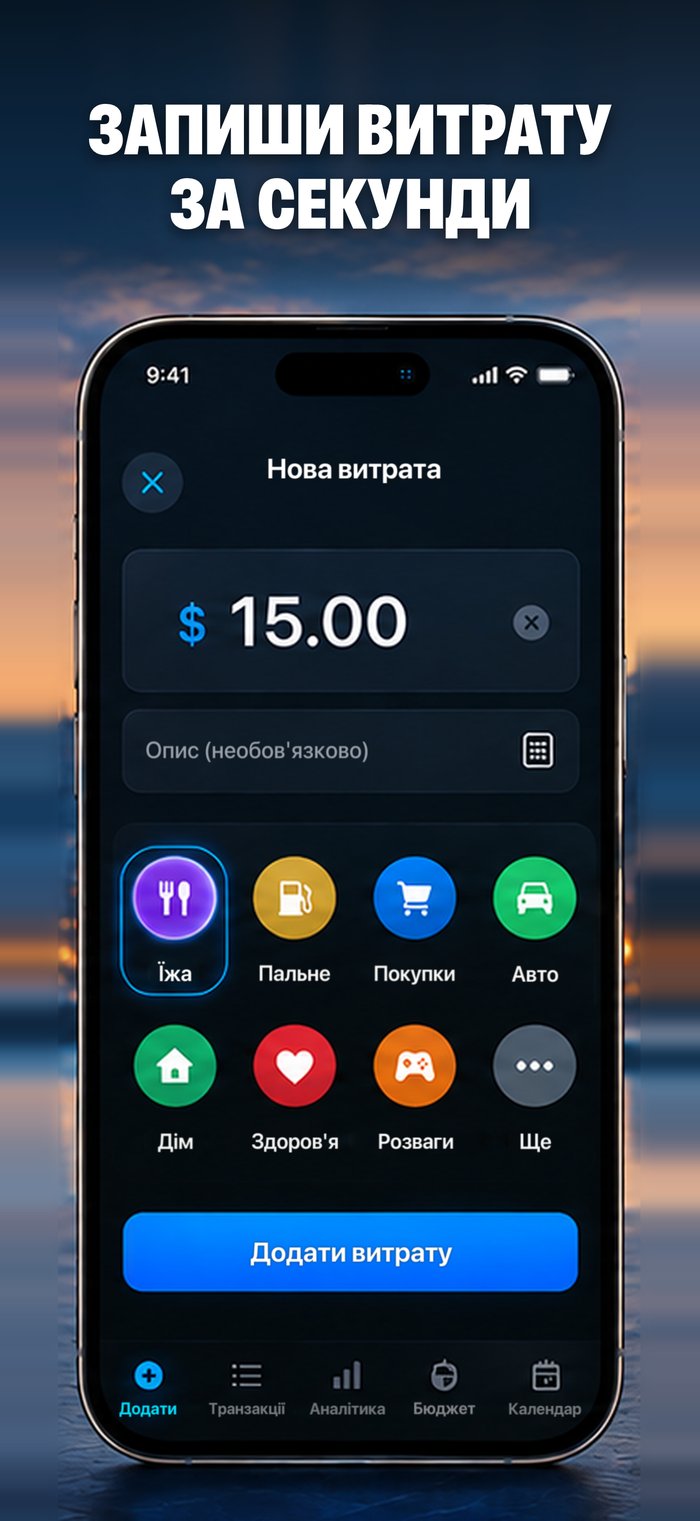 ЗАПИШИ ВИТРАТУ
ЗА СЕКУНДИ
9:41
Нова витрата
$ 15.00
Опис (необов'язково)
Їжа Пальне Покупки Авто
Дім Здоров'я Розваги Ще
Додати витрату
Додати Транзакції Аналітика Бюджет Календар